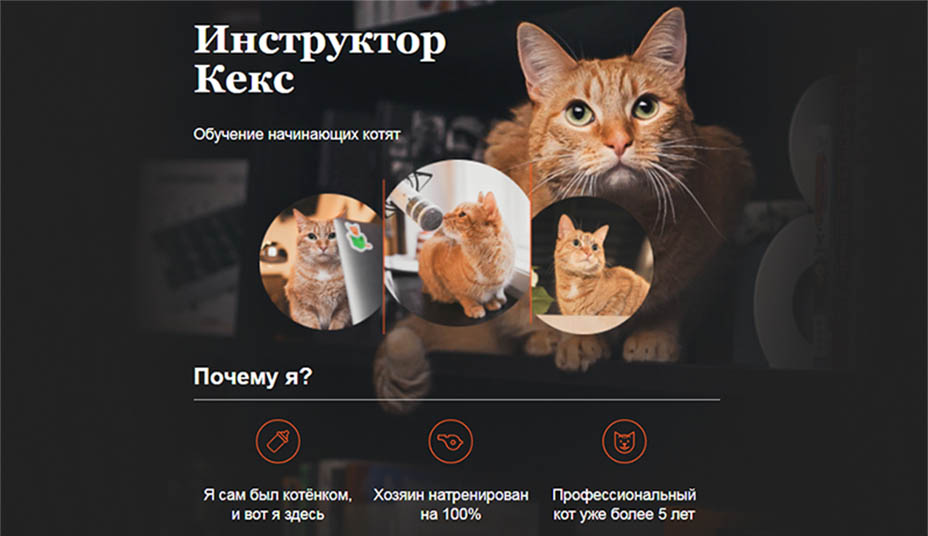 Инструктор
Кекс
Обучение начинающих котят
Почему я?
Я сам был котёнком,
и вот я здесь
Хозяин натренирован
на 100%
Профессиональный
кот уже более 5 лет